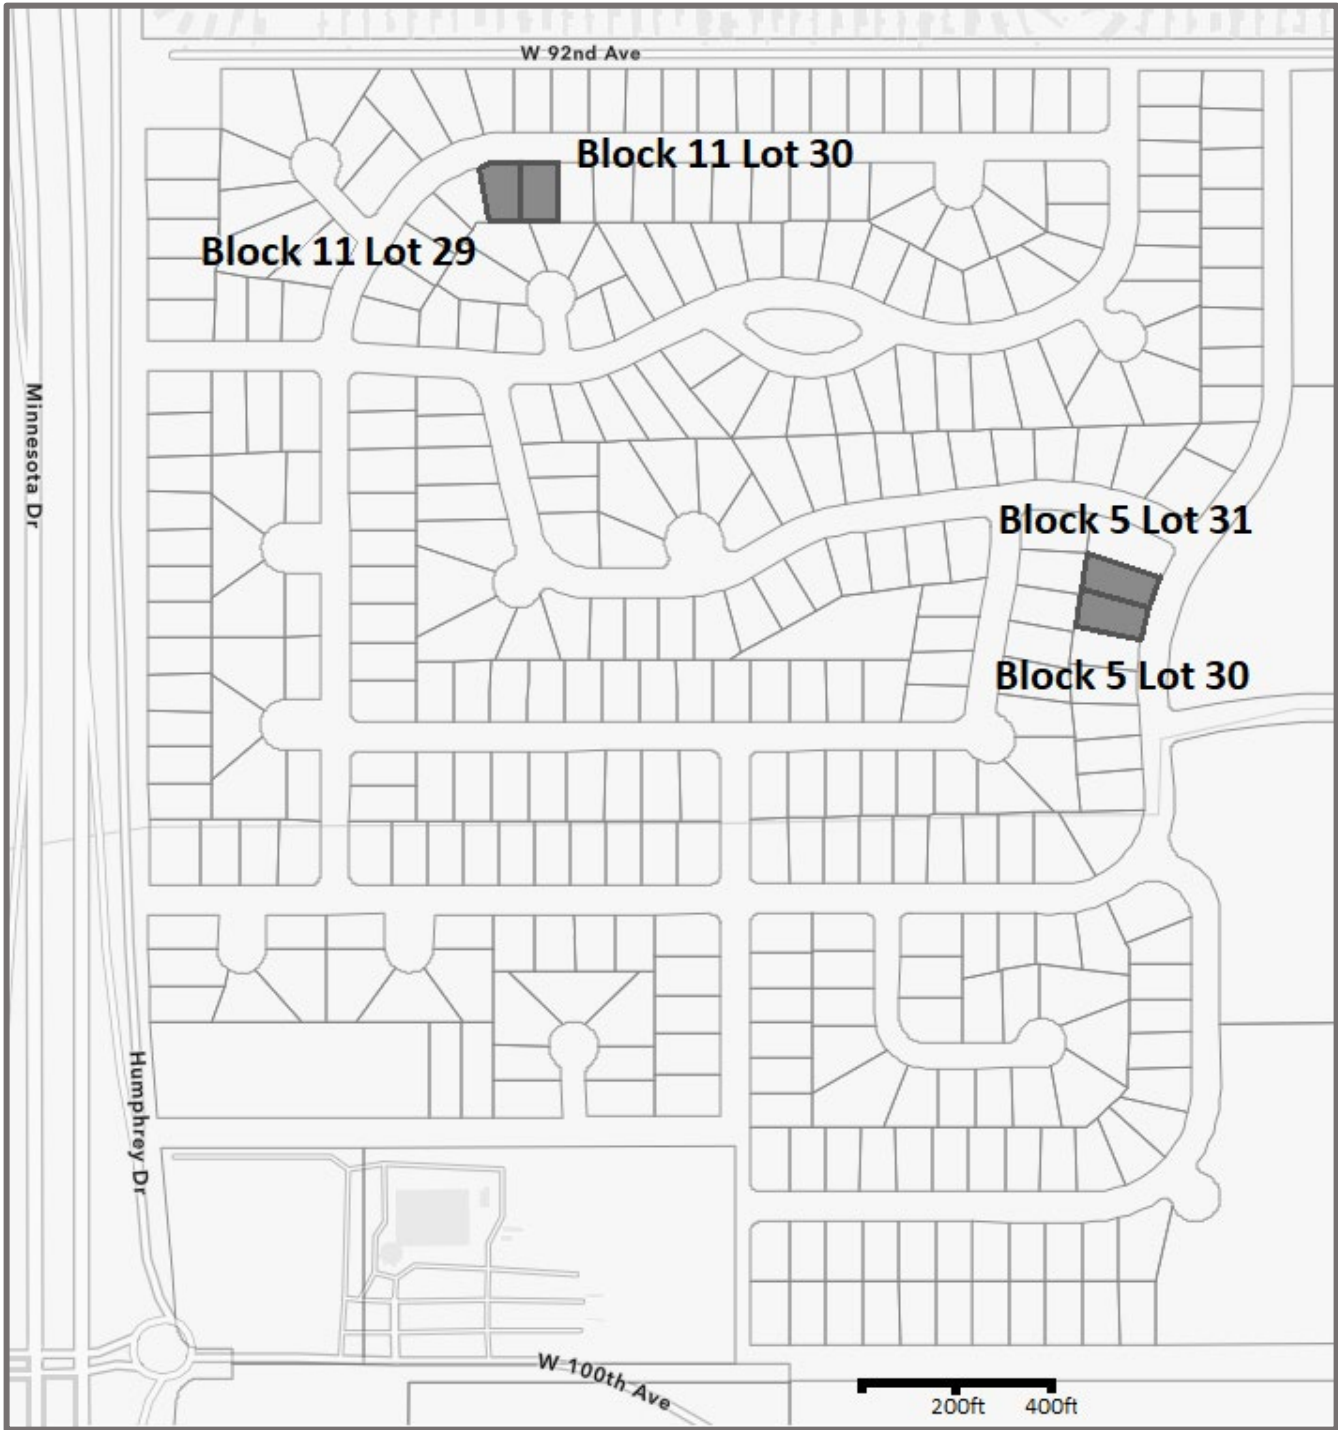 W 92nd Ave
Block 11 Lot 30
Block 11 Lot 29
Minnesota Dr
Block 5 Lot 31
Block 5 Lot 30
Humphrey Dr
W 100th Ave
200ft 400ft